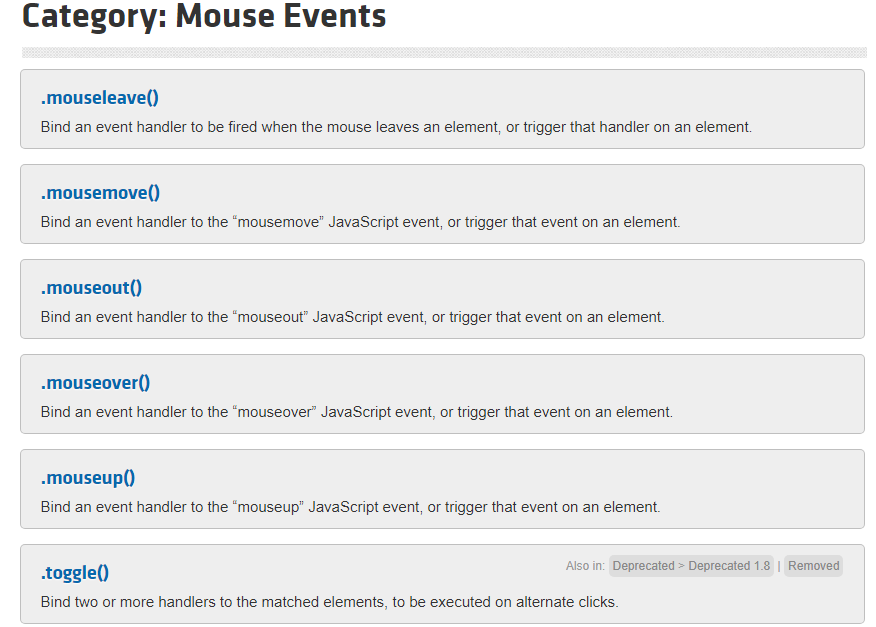 Category: Mouse Events
.mouseleave()
Bind an event handler to be fired when the mouse leaves an element, or trigger that handler on an element.
.mousemove()
Bind an event handler to the “mousemove” JavaScript event, or trigger that event on an element.
.mouseout()
Bind an event handler to the “mouseout” JavaScript event, or trigger that event on an element.
.mouseover()
Bind an event handler to the “mouseover” JavaScript event, or trigger that event on an element.
.mouseup()
Bind an event handler to the “mouseup” JavaScript event, or trigger that event on an element.
Also in: Deprecated > Deprecated 1.8 | Removed
.toggle()
Bind two or more handlers to the matched elements, to be executed on alternate clicks.